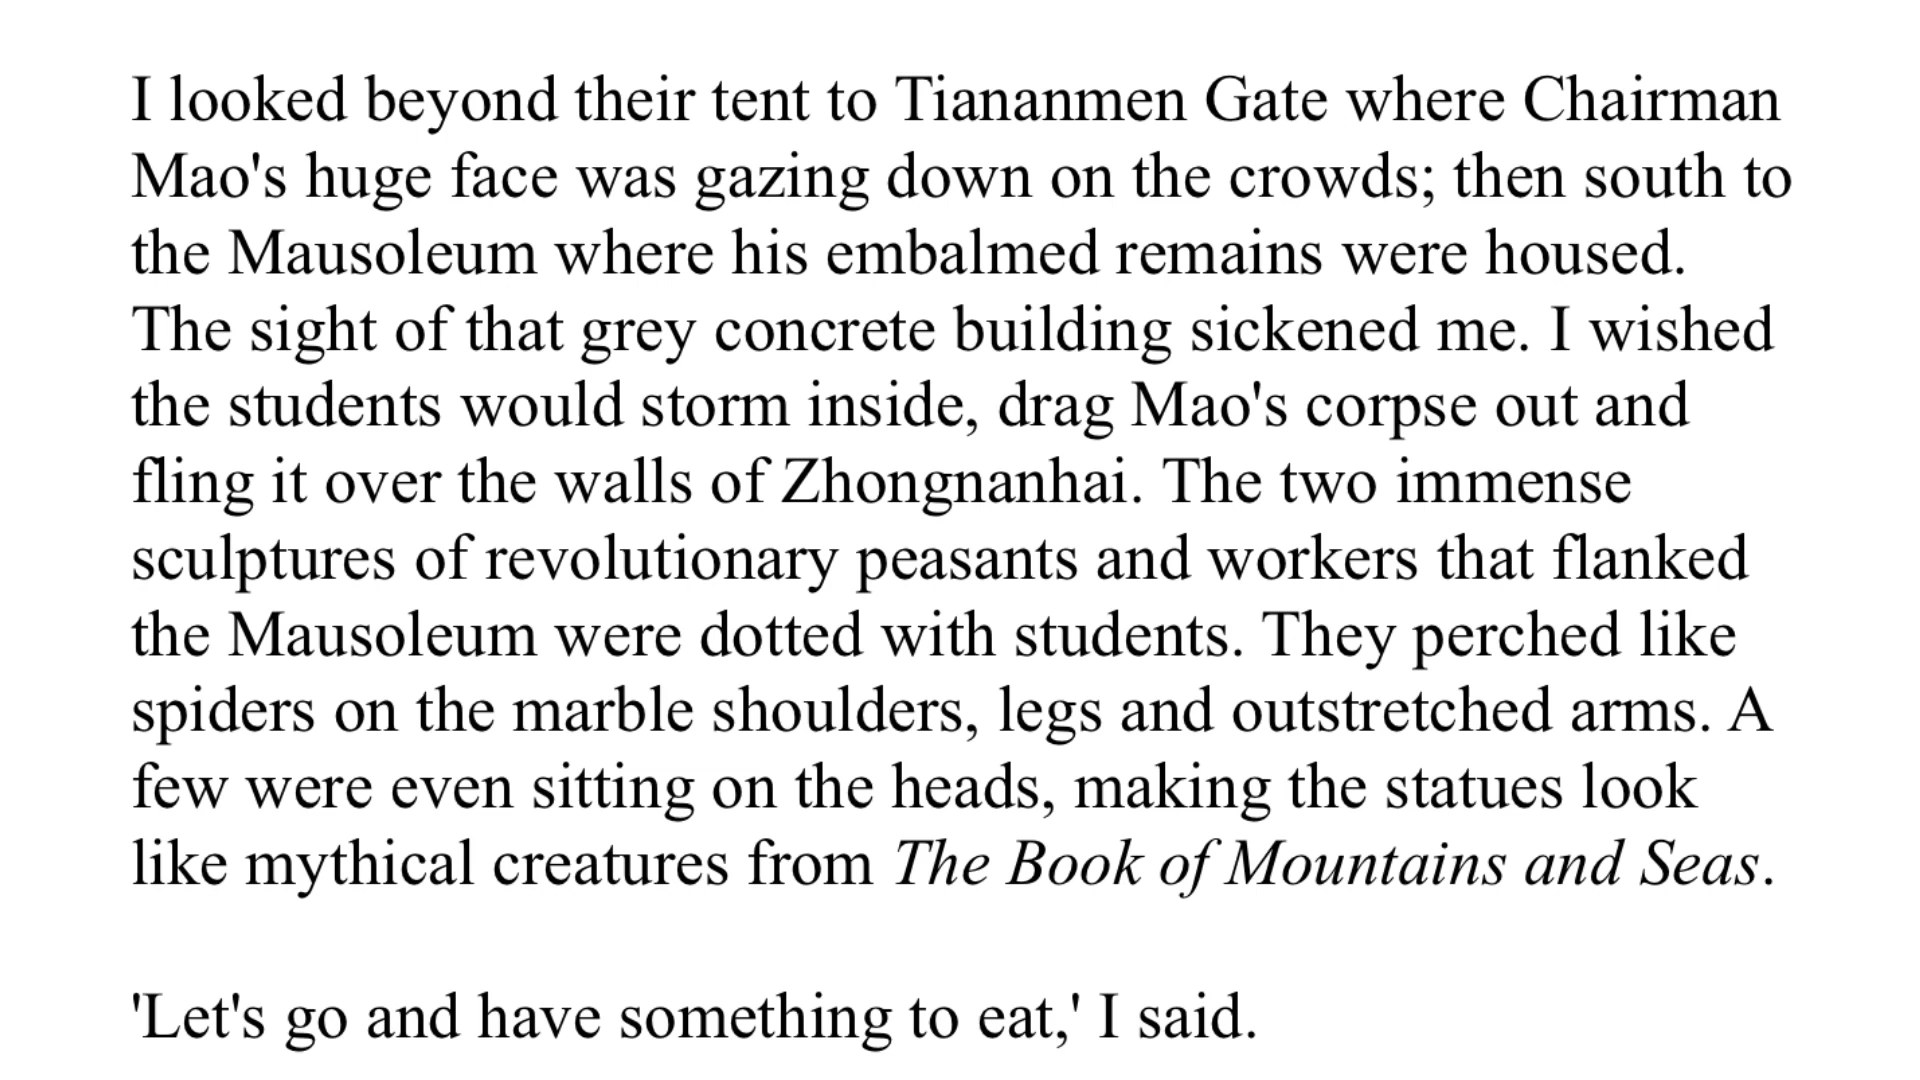 I looked beyond their tent to Tiananmen Gate where Chairman
Mao's huge face was gazing down on the crowds; then south to
the Mausoleum where his embalmed remains were housed.
The sight of that grey concrete building sickened me. I wished
the students would storm inside, drag Mao's corpse out and
fling it over the walls of Zhongnanhai. The two immense
sculptures of revolutionary peasants and workers that flanked
the Mausoleum were dotted with students. They perched like
spiders on the marble shoulders, legs and outstretched arms. A
few were even sitting on the heads, making the statues look
like mythical creatures from The Book of Mountains and Seas.
'Let's go and have something to eat,' I said.